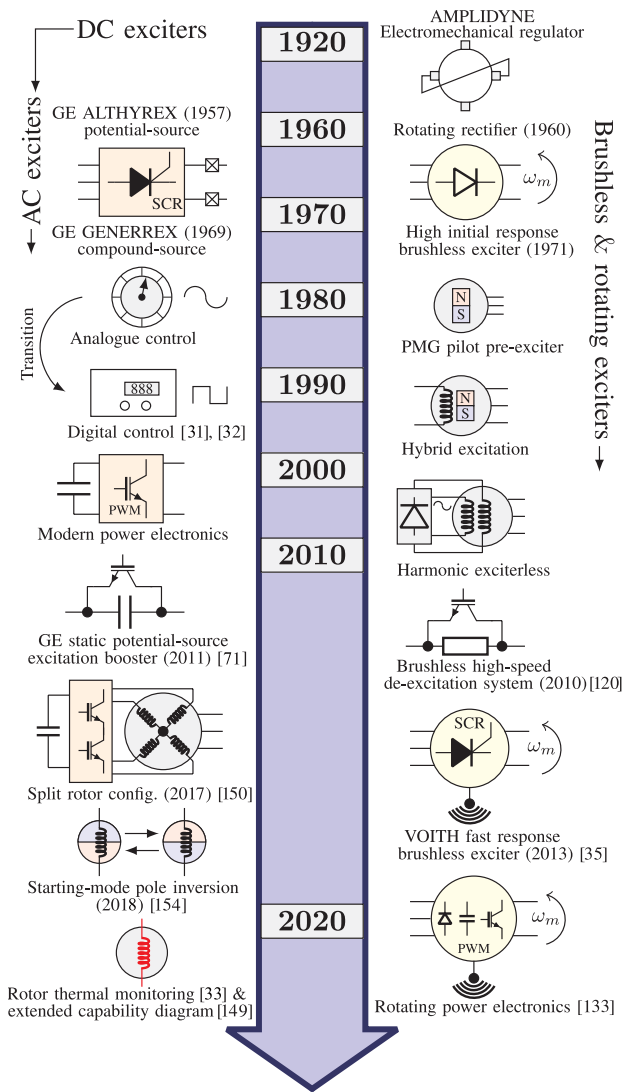 DC exciters
AC exciters
GE ALTHYREX (1957)
potential-source
SCR
GE GENERREX (1969)
compound-source
Analogue control
Transition
888
Digital control [31], [32]
PWM
Modern power electronics
GE static potential-source
excitation booster (2011) [71]
Split rotor config. (2017) [150]
Starting-mode pole inversion
(2018) [154]
Rotor thermal monitoring [33] &
extended capability diagram [149]
1920
1960
1970
1980
1990
2000
2010
2020
AMPLIDYNE
Electromechanical regulator
Brushless & rotating exciters
Rotating rectifier (1960)
ωm
High initial response
brushless exciter (1971)
N
S
PMG pilot pre-exciter
N
S
Hybrid excitation
Harmonic exciterless
Brushless high-speed
de-excitation system (2010)[120]
SCR
ωm
VOITH fast response
brushless exciter (2013) [35]
ωm
PWM
Rotating power electronics [133]